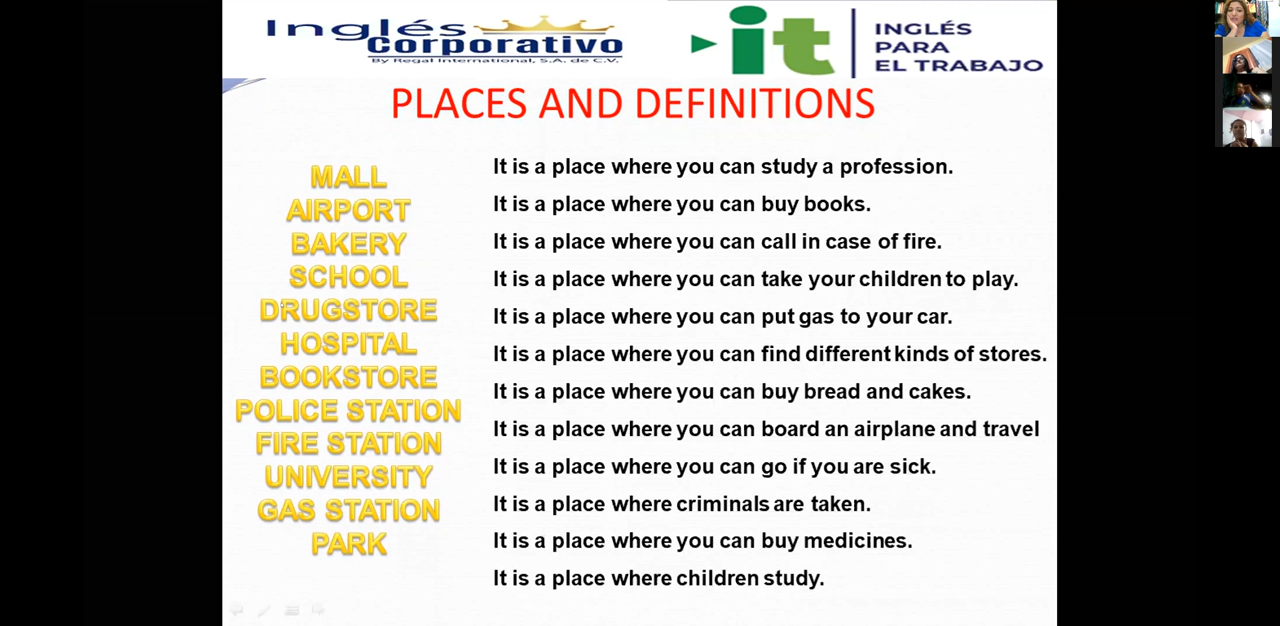 Inglés
Corporativo
By Regal International, S.A. de C.V.
it
INGLÉS
PARA
EL TRABAJO
PLACES AND DEFINITIONS
MALL
AIRPORT
BAKERY
SCHOOL
DRUGSTORE
HOSPITAL
BOOKSTORE
POLICE STATION
FIRE STATION
UNIVERSITY
GAS STATION
PARK
It is a place where you can study a profession.
It is a place where you can buy books.
It is a place where you can call in case of fire.
It is a place where you can take your children to play.
It is a place where you can put gas to your car.
It is a place where you can find different kinds of stores.
It is a place where you can buy bread and cakes.
It is a place where you can board an airplane and travel
It is a place where you can go if you are sick.
It is a place where criminals are taken.
It is a place where you can buy medicines.
It is a place where children study.